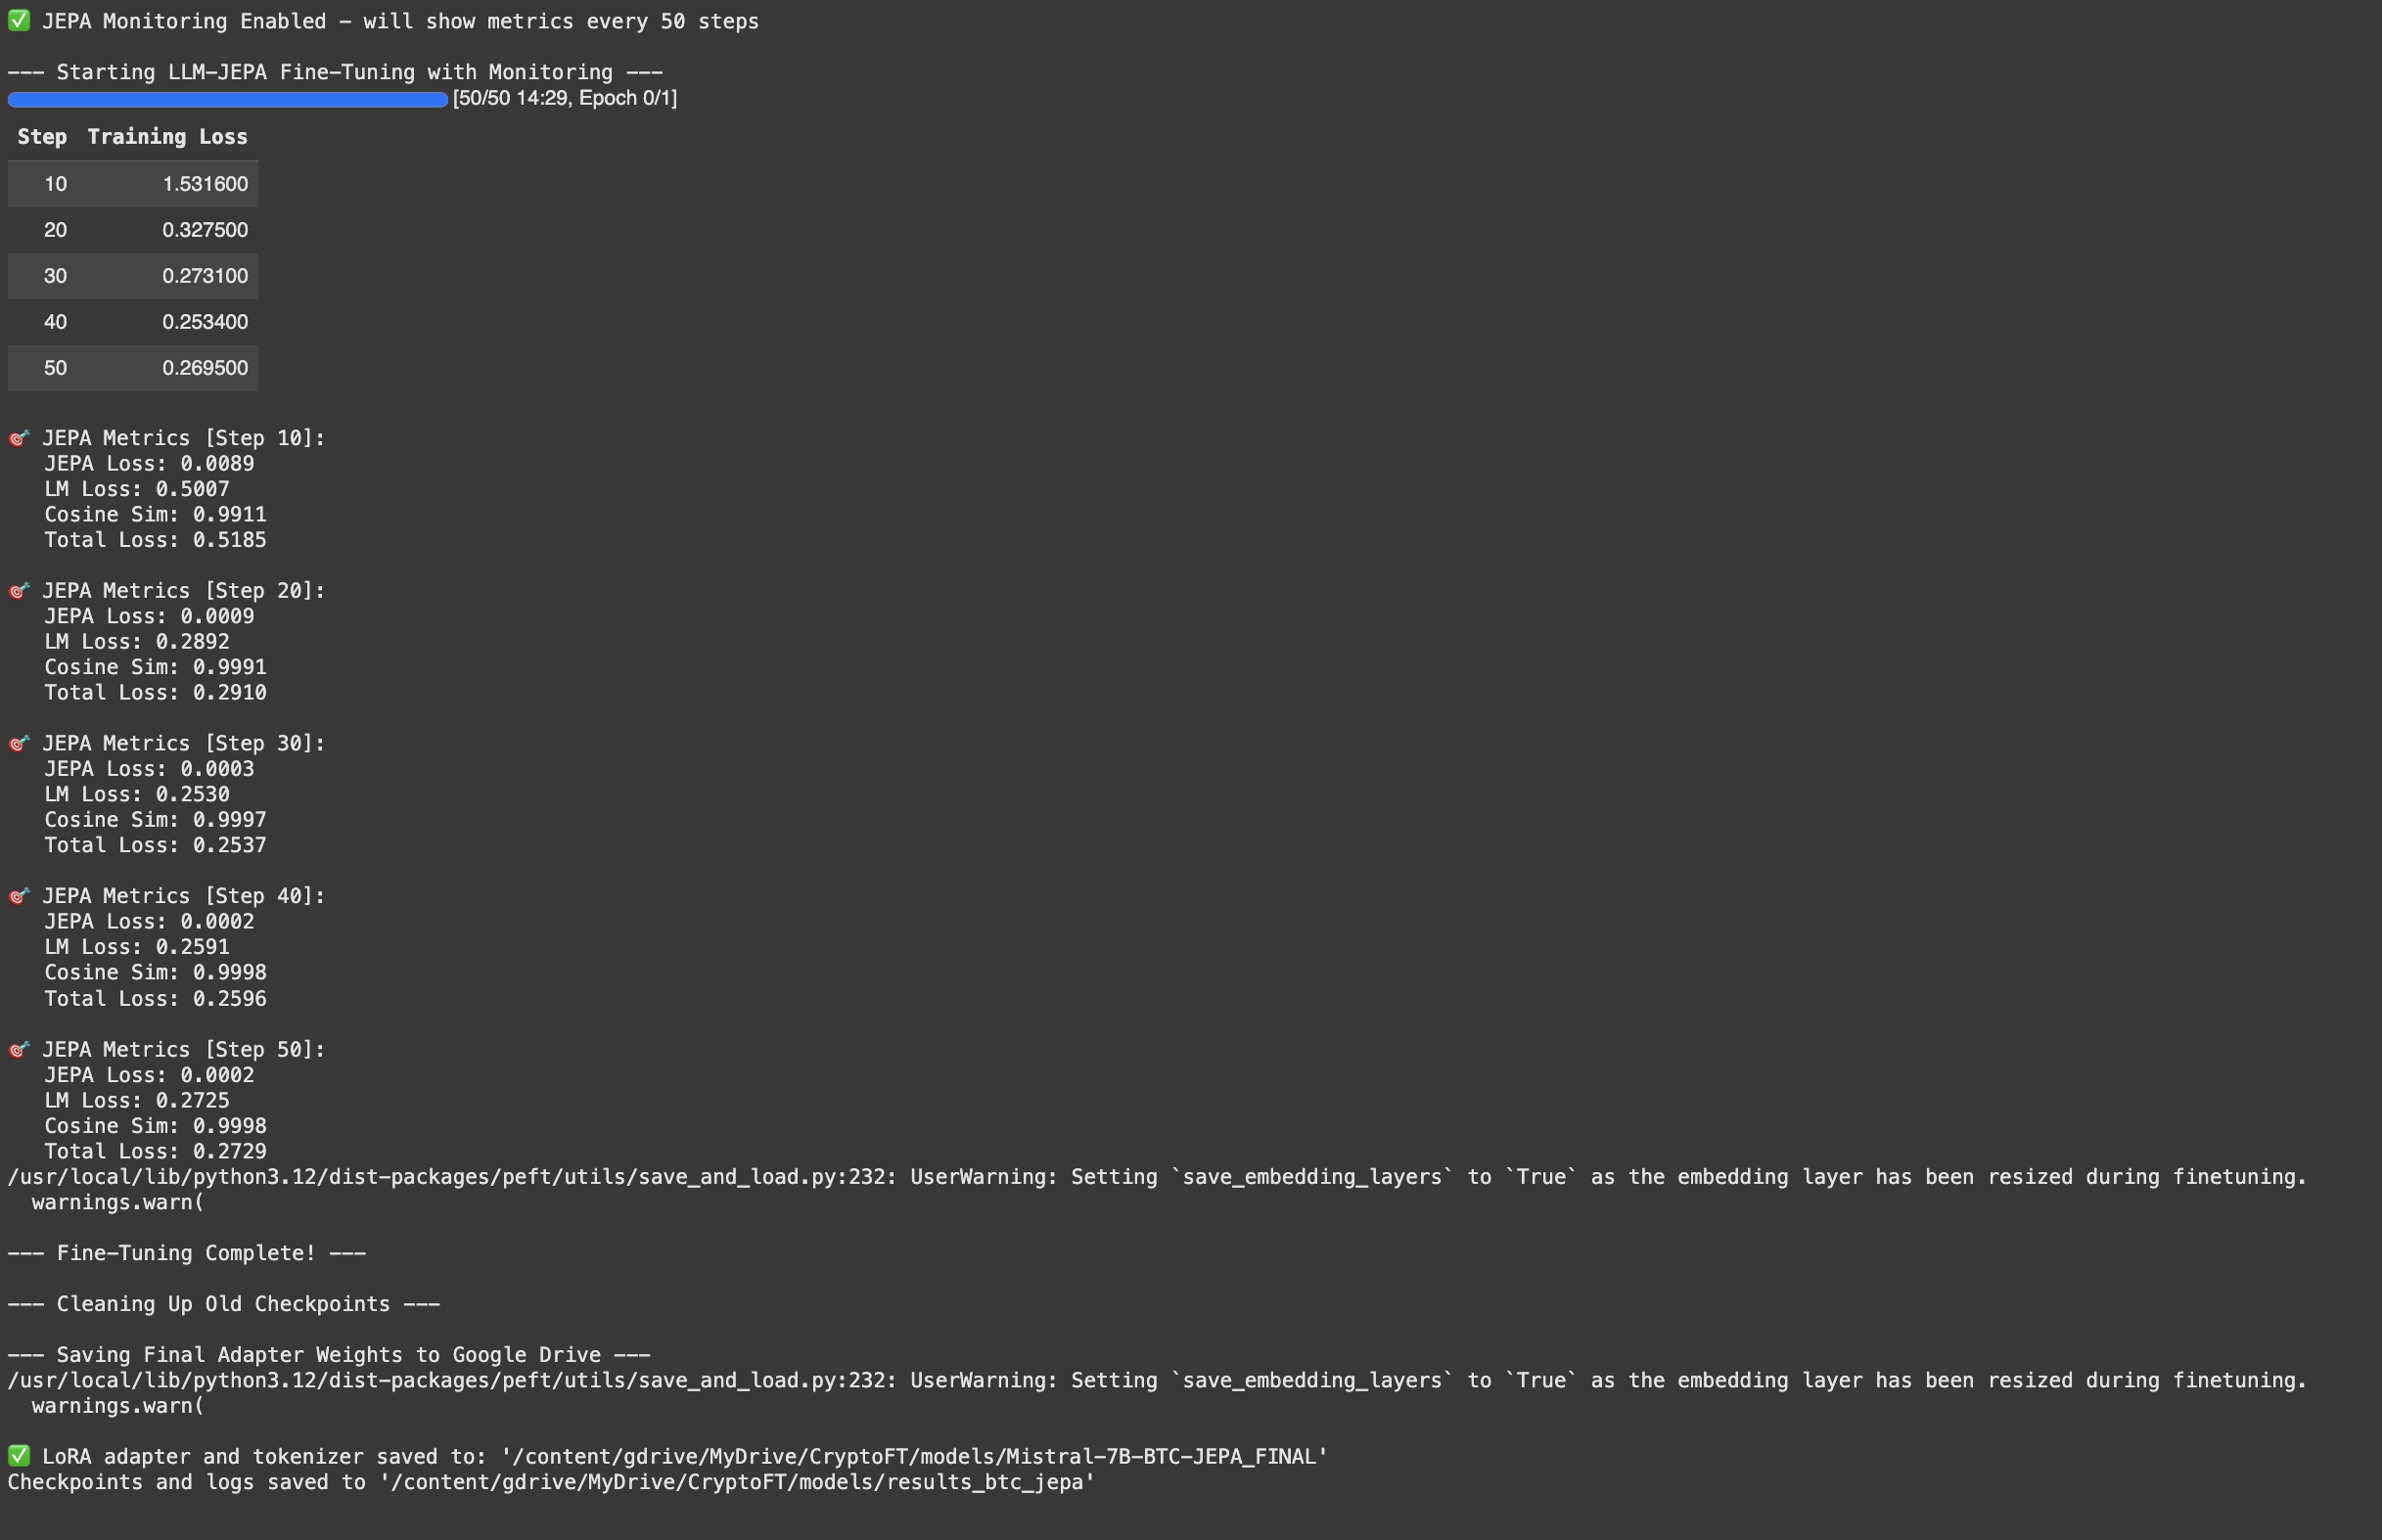 ✅ JEPA Monitoring Enabled - will show metrics every 50 steps
--- Starting LLM-JEPA Fine-Tuning with Monitoring ---
[50/50 14:29, Epoch 0/1]
Step Training Loss
10 1.531600
20 0.327500
30 0.273100
40 0.253400
50 0.269500
🎯 JEPA Metrics [Step 10]:
JEPA Loss: 0.0089
LM Loss: 0.5007
Cosine Sim: 0.9911
Total Loss: 0.5185
🎯 JEPA Metrics [Step 20]:
JEPA Loss: 0.0009
LM Loss: 0.2892
Cosine Sim: 0.9991
Total Loss: 0.2910
🎯 JEPA Metrics [Step 30]:
JEPA Loss: 0.0003
LM Loss: 0.2530
Cosine Sim: 0.9997
Total Loss: 0.2537
🎯 JEPA Metrics [Step 40]:
JEPA Loss: 0.0002
LM Loss: 0.2591
Cosine Sim: 0.9998
Total Loss: 0.2596
🎯 JEPA Metrics [Step 50]:
JEPA Loss: 0.0002
LM Loss: 0.2725
Cosine Sim: 0.9998
Total Loss: 0.2729
/usr/local/lib/python3.12/dist-packages/peft/utils/save_and_load.py:232: UserWarning: Setting `save_embedding_layers` to `True` as the embedding layer has been resized during finetuning.
warnings.warn(
--- Fine-Tuning Complete! ---
--- Cleaning Up Old Checkpoints ---
--- Saving Final Adapter Weights to Google Drive ---
/usr/local/lib/python3.12/dist-packages/peft/utils/save_and_load.py:232: UserWarning: Setting `save_embedding_layers` to `True` as the embedding layer has been resized during finetuning.
warnings.warn(
✅ LoRA adapter and tokenizer saved to: '/content/gdrive/MyDrive/CryptoFT/models/Mistral-7B-BTC-JEPA_FINAL'
Checkpoints and logs saved to '/content/gdrive/MyDrive/CryptoFT/models/results_btc_jepa'